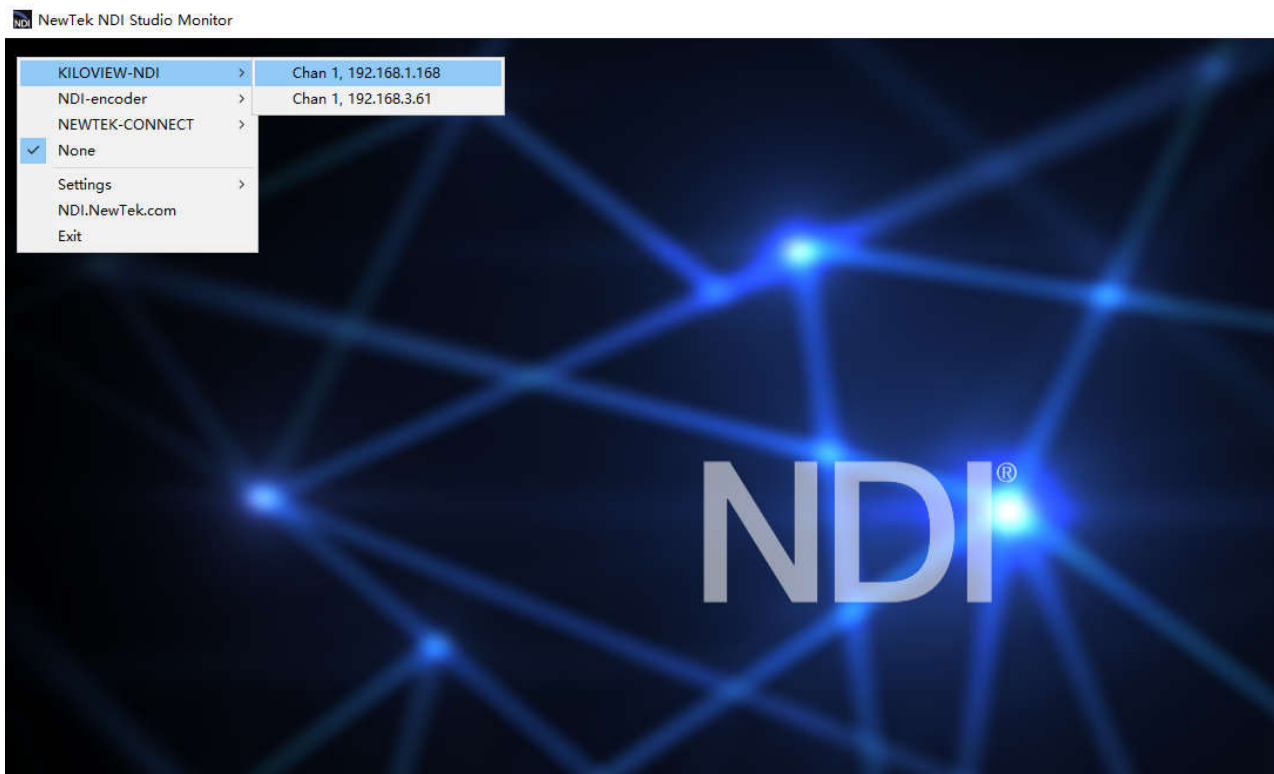 NewTek NDI Studio Monitor
KILOVIEW-NDI
NDI-encoder
NEWTEK-CONNECT
None
Settings
NDI.NewTek.com
Exit
Chan 1, 192.168.1.168
Chan 1, 192.168.3.61
NDI®